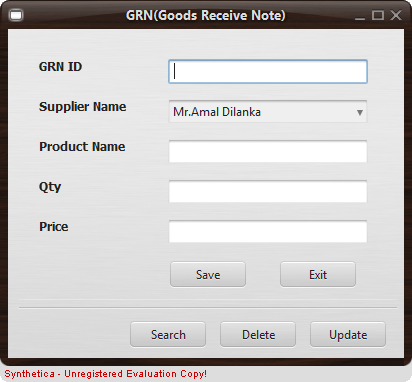 GRN(Goods Receive Note)
GRN ID
Supplier Name Mr.Amal Dilanka
Product Name
Qty
Price
Save Exit
Search Delete Update
Synthetica - Unregistered Evaluation Copy!